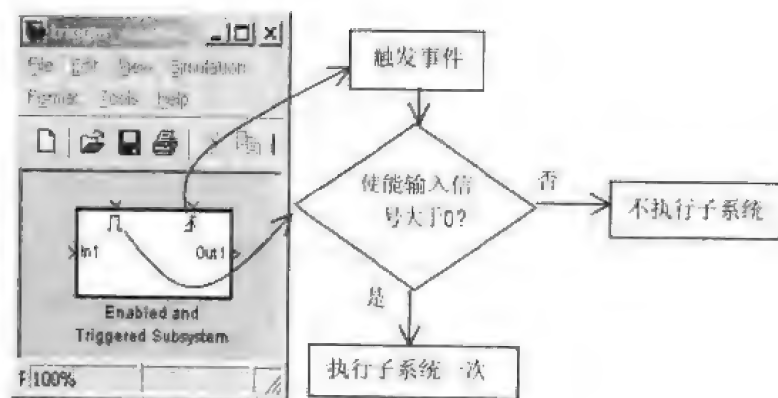 File Edit View Simulation
Format Tools Help
In1
Out1
Enabled and
Triggered Subsystem
100%
触发事件
使能输入信
号大于0?
否
不执行子系统
是
执行子系统一次